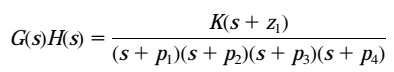 G(s)H(s) = K(s + z₁) / (s + p₁)(s + p₂)(s + p₃)(s + p₄)